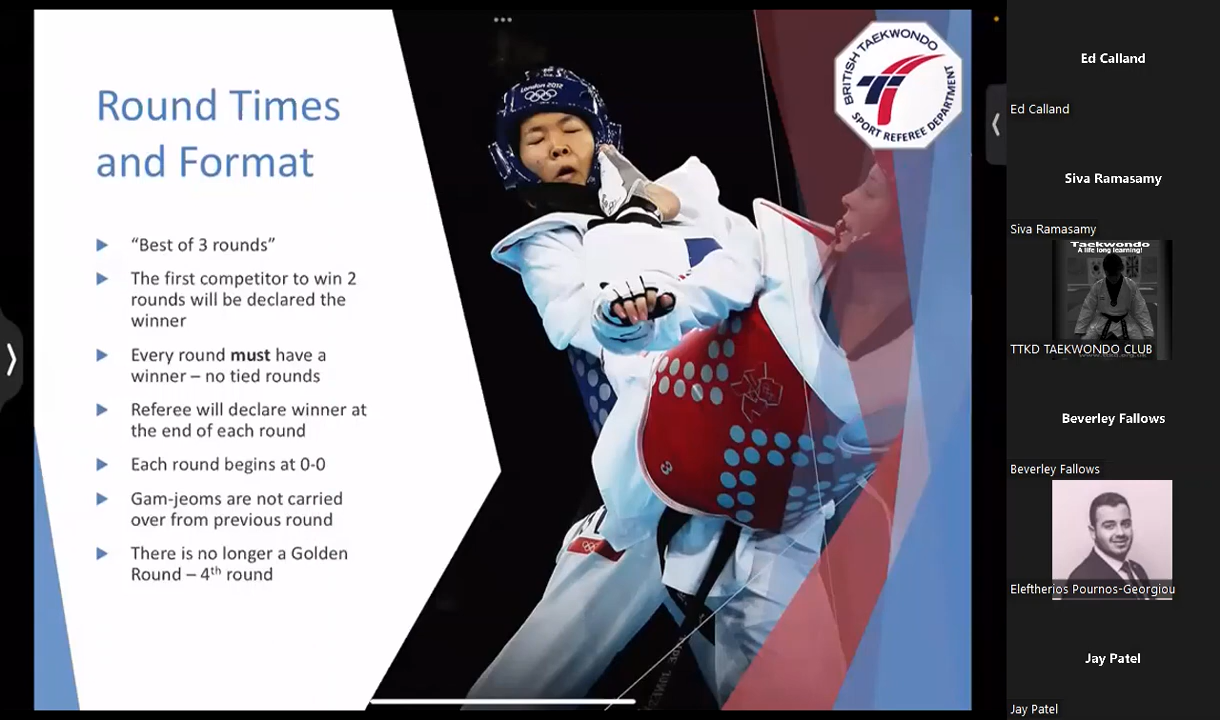 Round Times
and Format
“Best of 3 rounds”
The first competitor to win 2
rounds will be declared the
winner
Every round must have a
winner – no tied rounds
Referee will declare winner at
the end of each round
Each round begins at 0-0
Gam-jeoms are not carried
over from previous round
There is no longer a Golden
Round – 4th round
London 2012
3
BRITISH TAEKWONDO
SPORT REFEREE DEPARTMENT
Ed Calland
Ed Calland
Siva Ramasamy
Siva Ramasamy
Taekwondo
A life long learning!
TTKD TAEKWONDO CLUB
Beverley Fallows
Beverley Fallows
Eleftherios Pournos-Georgiou
Jay Patel
Jay Patel